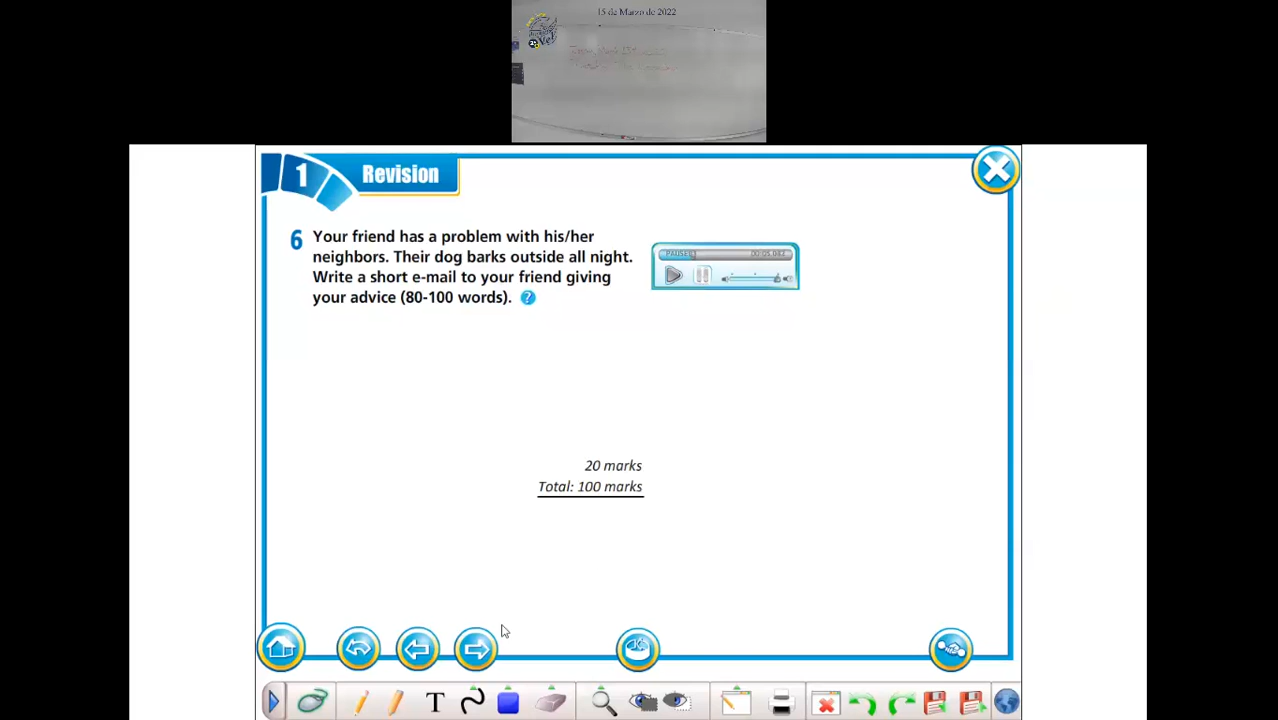 15 de Marzo de 2022
1 Revision
6 Your friend has a problem with his/her
neighbors. Their dog barks outside all night.
Write a short e-mail to your friend giving
your advice (80-100 words). ?
PAUSED
20 marks
Total: 100 marks
T